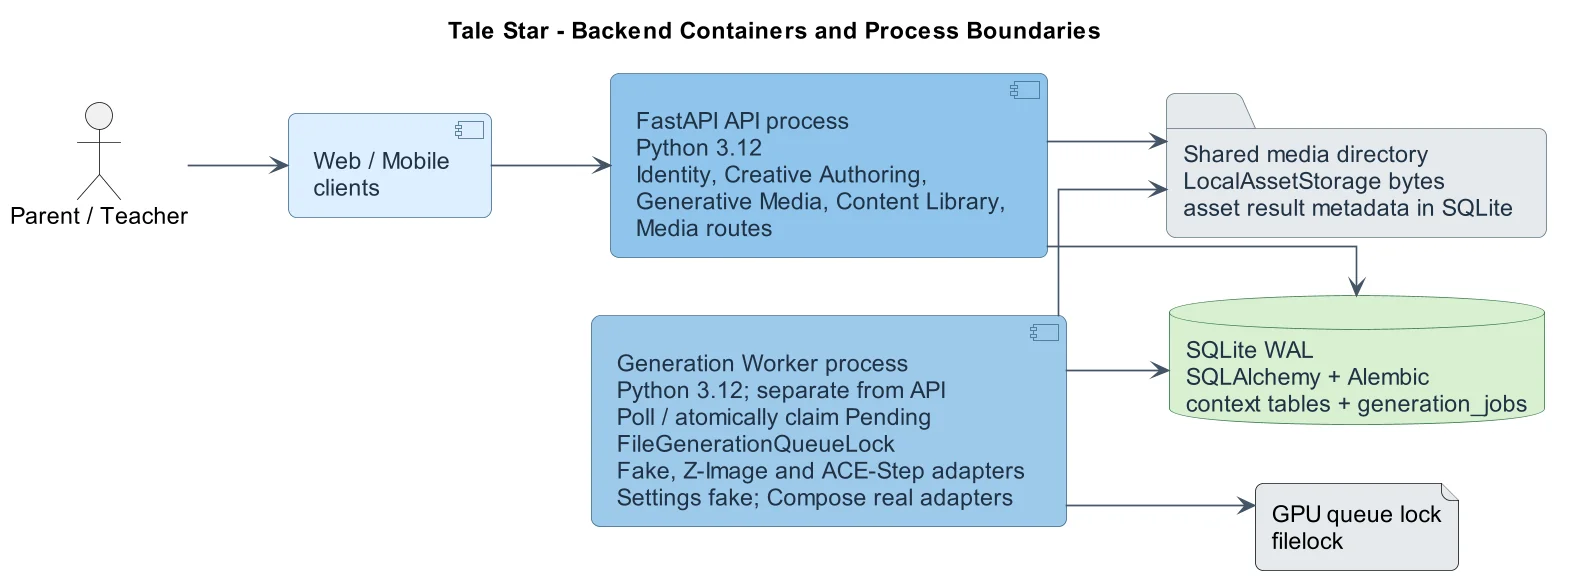 Tale Star - Backend Containers and Process Boundaries
Parent / Teacher
Web / Mobile
clients
FastAPI API process
Python 3.12
Identity, Creative Authoring,
Generative Media, Content Library,
Media routes
Shared media directory
LocalAssetStorage bytes
asset result metadata in SQLite
Generation Worker process
Python 3.12; separate from API
Poll / atomically claim Pending
FileGenerationQueueLock
Fake, Z-Image and ACE-Step adapters
Settings fake; Compose real adapters
SQLite WAL
SQLAlchemy + Alembic
context tables + generation_jobs
GPU queue lock
filelock